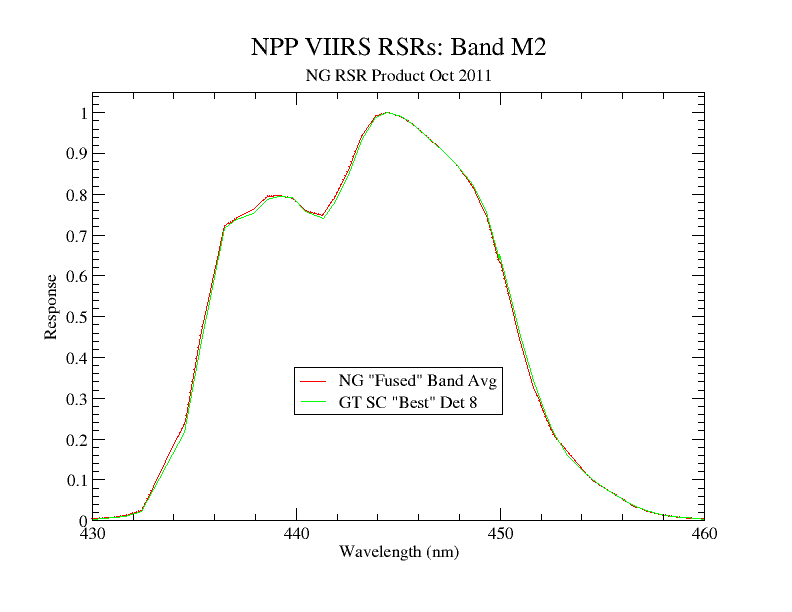 NPP VIIRS RSRs: Band M2
NG RSR Product Oct 2011
1
0.9
0.8
0.7
0.6
0.5
0.4
0.3
0.2
0.1
0
Response
NG "Fused" Band Avg
GT SC "Best" Det 8
430 440 450 460
Wavelength (nm)